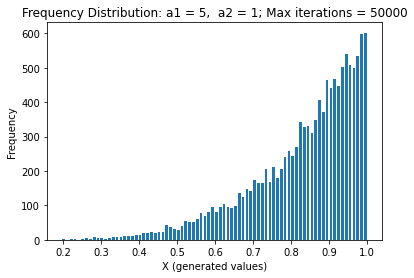 Frequency Distribution: a1 = 5, a2 = 1; Max iterations = 50000
600
500
400
300
200
100
0
Frequency
0.2 0.3 0.4 0.5 0.6 0.7 0.8 0.9 1.0
X (generated values)